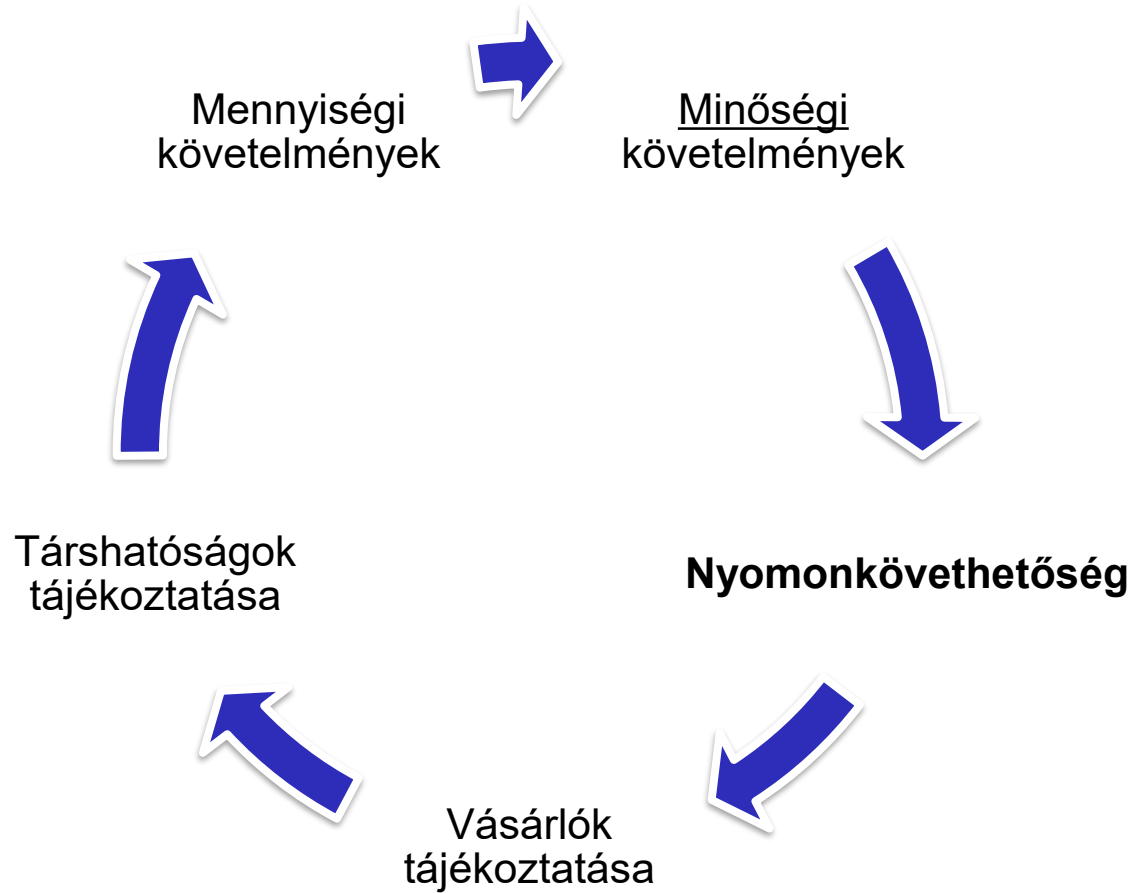 Mennyiségi
követelmények
Minőségi
követelmények
Nyomonkövethetőség
Vásárlók
tájékoztatása
Társhatóságok
tájékoztatása